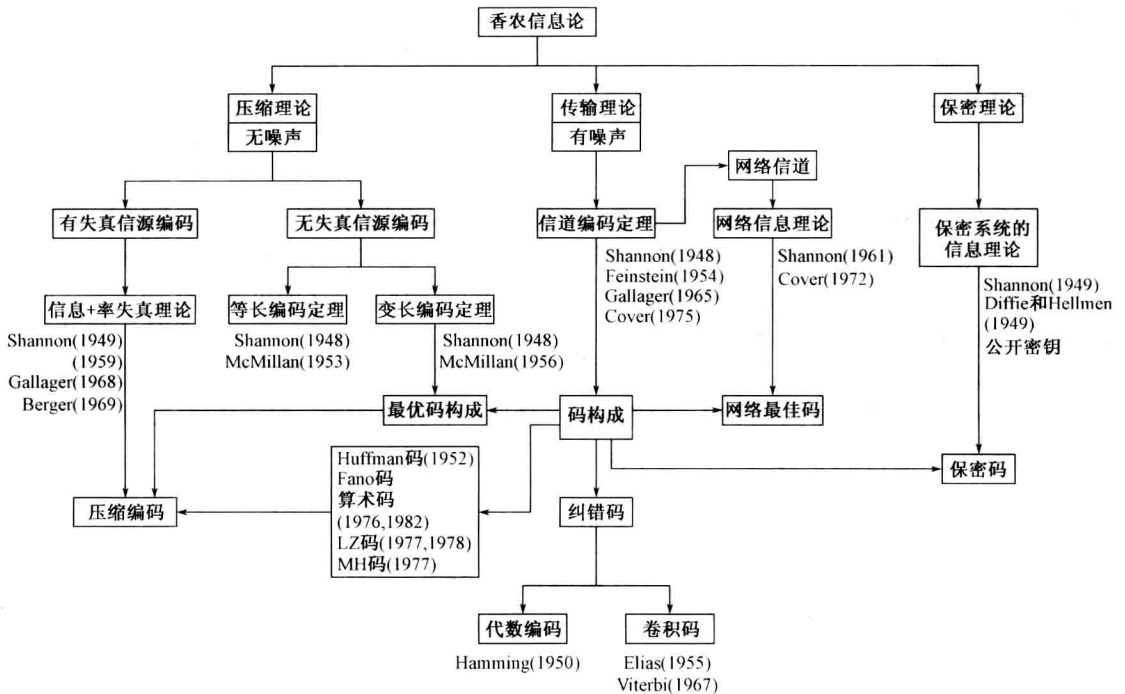 香农信息论
压缩理论
无噪声
传输理论
有噪声
保密理论
网络信道
有失真信源编码
无失真信源编码
信道编码定理
网络信息理论
保密系统的
信息理论
Shannon(1948)
Feinstein(1954)
Gallager(1965)
Cover(1975)
Shannon(1961)
Cover(1972)
Shannon(1949)
Diffie和Hellmen
(1949)
公开密钥
信息+率失真理论
等长编码定理
变长编码定理
Shannon(1949)
(1959)
Gallager(1968)
Berger(1969)
Shannon(1948)
McMillan(1953)
Shannon(1948)
McMillan(1956)
最优码构成
码构成
网络最佳码
Huffman码(1952)
Fano码
算术码
(1976,1982)
LZ码(1977,1978)
MH码(1977)
保密码
压缩编码
纠错码
代数编码
卷积码
Hamming(1950)
Elias(1955)
Viterbi(1967)